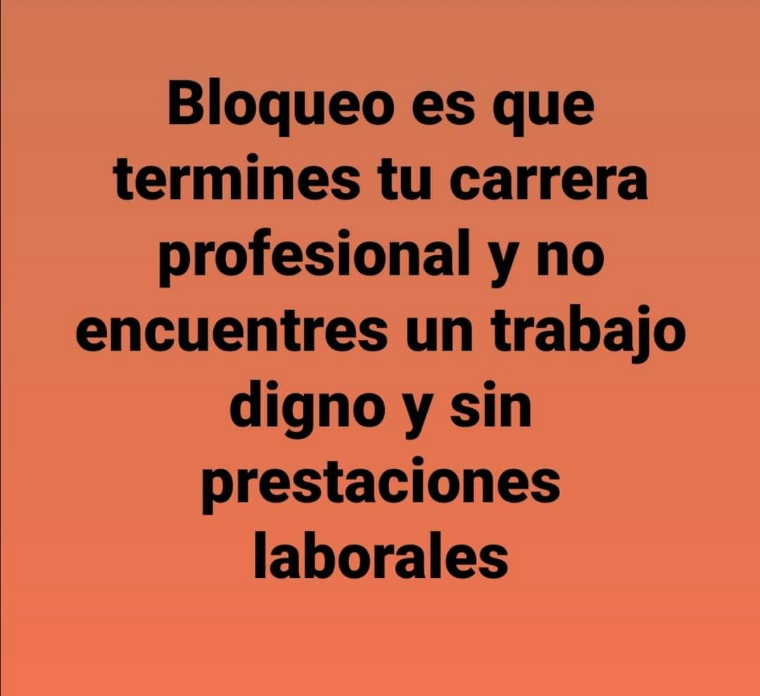 Bloqueo es que
termines tu carrera
profesional y no
encuentres un trabajo
digno y sin
prestaciones
laborales